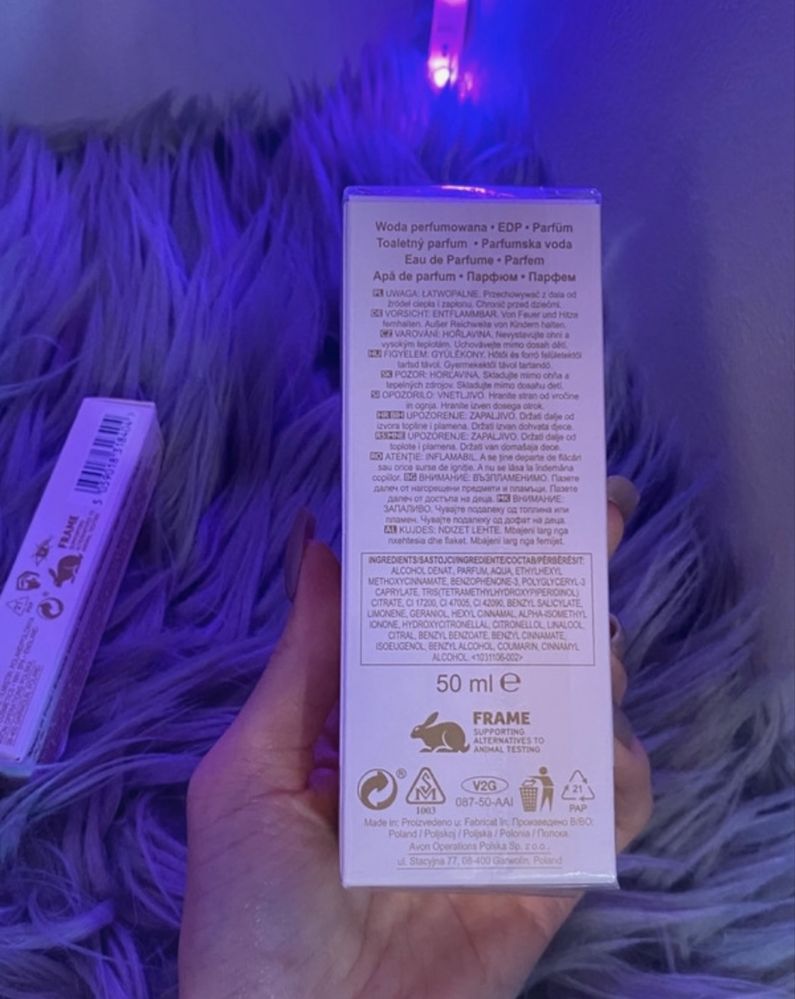 Woda perfumowana • EDP • Parfüm
Toaletný parfum • Parfumska voda
Eau de Parfume • Parfem
Apă de parfum • Парфюм • Парфем
PL UWAGA: ŁATWOPALNE. Przechowywać z dala od
źródeł ciepła i zapłonu. Chronić przed dziećmi.
DE VORSICHT: ENTFLAMMBAR. Von Feuer und Hitze
fernhalten. Außer Reichweite von Kindern halten.
CZ VAROVÁNÍ: HOŘLAVINA. Nevystavujte ohni a
vysokým teplotám. Uchovávejte mimo dosah dětí.
HU FIGYELEM: GYÚLÉKONY. Hőtől és forró felületektől
tartsd távol. Gyermekektől távol tartandó.
SK POZOR: HORĽAVINA. Skladujte mimo ohňa a
tepelných zdrojov. Skladujte mimo dosahu detí.
SI OPOZORILO: VNETLJIVO. Hranite stran od vročine
in ognja. Hranite izven dosega otrok.
HR BIH UPOZORENJE: ZAPALJIVO. Držati dalje od
izvora topline i plamena. Držati izvan dohvata djece.
RS MNE UPOZORENJE: ZAPALJIVO. Držati dalje od
toplote i plamena. Držati van domašaja dece.
RO ATENȚIE: INFLAMABIL. A se ține departe de flăcări
sau orice surse de igniție. A nu se lăsa la îndemâna
copiilor. BG ВНИМАНИЕ: ВЪЗПЛАМЕНИМО. Пазете
далеч от нагорещени предмети и пламъци. Пазете
далеч от достъпа на деца. MK ВНИМАНИЕ:
ЗАПАЛИВО. Чувајте подалеку од топлина или
пламен. Чувајте подалеку од дофат на деца.
AL KUJDES: NDIZET LEHTE. Mbajeni larg nga
nxehtesia dhe flaket. Mbajeni larg nga femijet.
INGREDIENTS/SASTOJCI/INGREDIENTE/СОСТАВ/PËRBËRËSIT:
ALCOHOL DENAT., PARFUM, AQUA, ETHYLHEXYL
METHOXYCINNAMATE, BENZOPHENONE-3, POLYGLYCERYL-3
CAPRYLATE, TRIS(TETRAMETHYLHYDROXYPIPERIDINOL)
CITRATE, CI 17200, CI 47005, CI 42090, BENZYL SALICYLATE,
LIMONENE, GERANIOL, HEXYL CINNAMAL, ALPHA-ISOMETHYL
IONONE, HYDROXYCITRONELLAL, CITRONELLOL, LINALOOL,
CITRAL, BENZYL BENZOATE, BENZYL CINNAMATE,
ISOEUGENOL, BENZYL ALCOHOL, COUMARIN, CINNAMYL
ALCOHOL. <1031106-002>
50 ml e
FRAME
SUPPORTING
ALTERNATIVES TO
ANIMAL TESTING
SM
1003
V2G
087-50-AAI
21
PAP
Made in: Proizvedeno u: Fabricat în: Произведено В/ВО:
Poland / Poljskoj / Poljska / Polonia / Полска
Avon Operations Polska Sp. z o.o.,
ul. Stacyjna 77, 08-400 Garwolin, Poland
FRAME
PAP